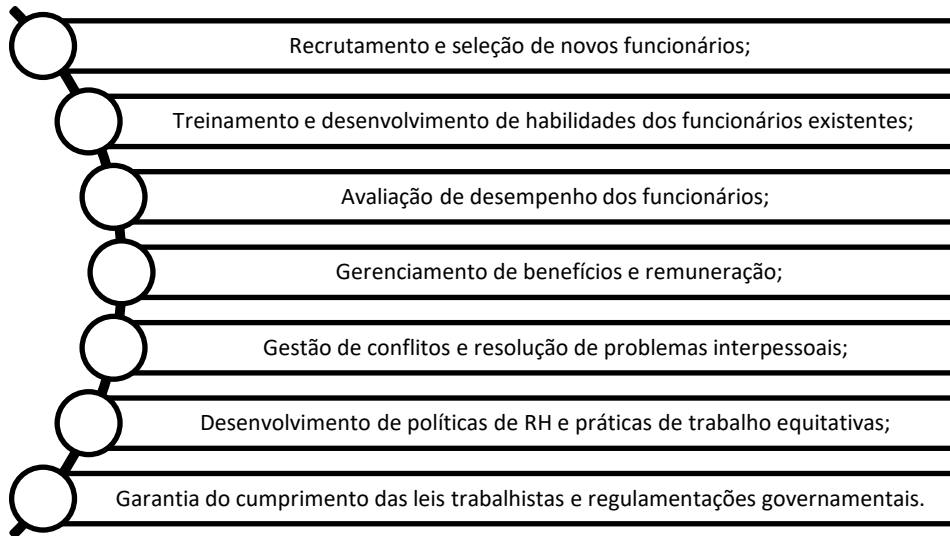 Recrutamento e seleção de novos funcionários;
Treinamento e desenvolvimento de habilidades dos funcionários existentes;
Avaliação de desempenho dos funcionários;
Gerenciamento de benefícios e remuneração;
Gestão de conflitos e resolução de problemas interpessoais;
Desenvolvimento de políticas de RH e práticas de trabalho equitativas;
Garantia do cumprimento das leis trabalhistas e regulamentações governamentais.